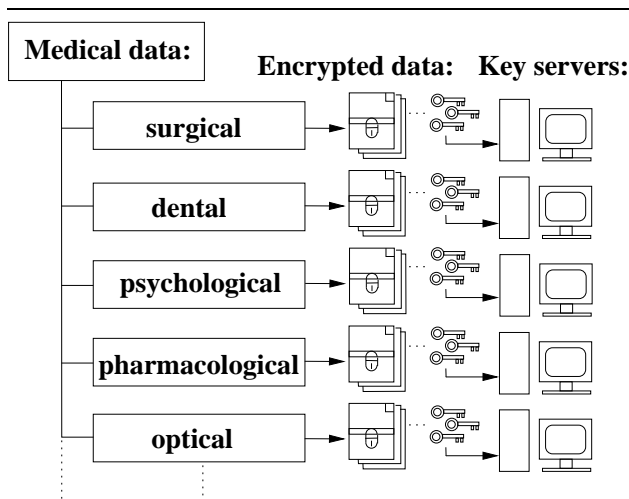 Medical data:
Encrypted data: Key servers:
surgical
dental
psychological
pharmacological
optical